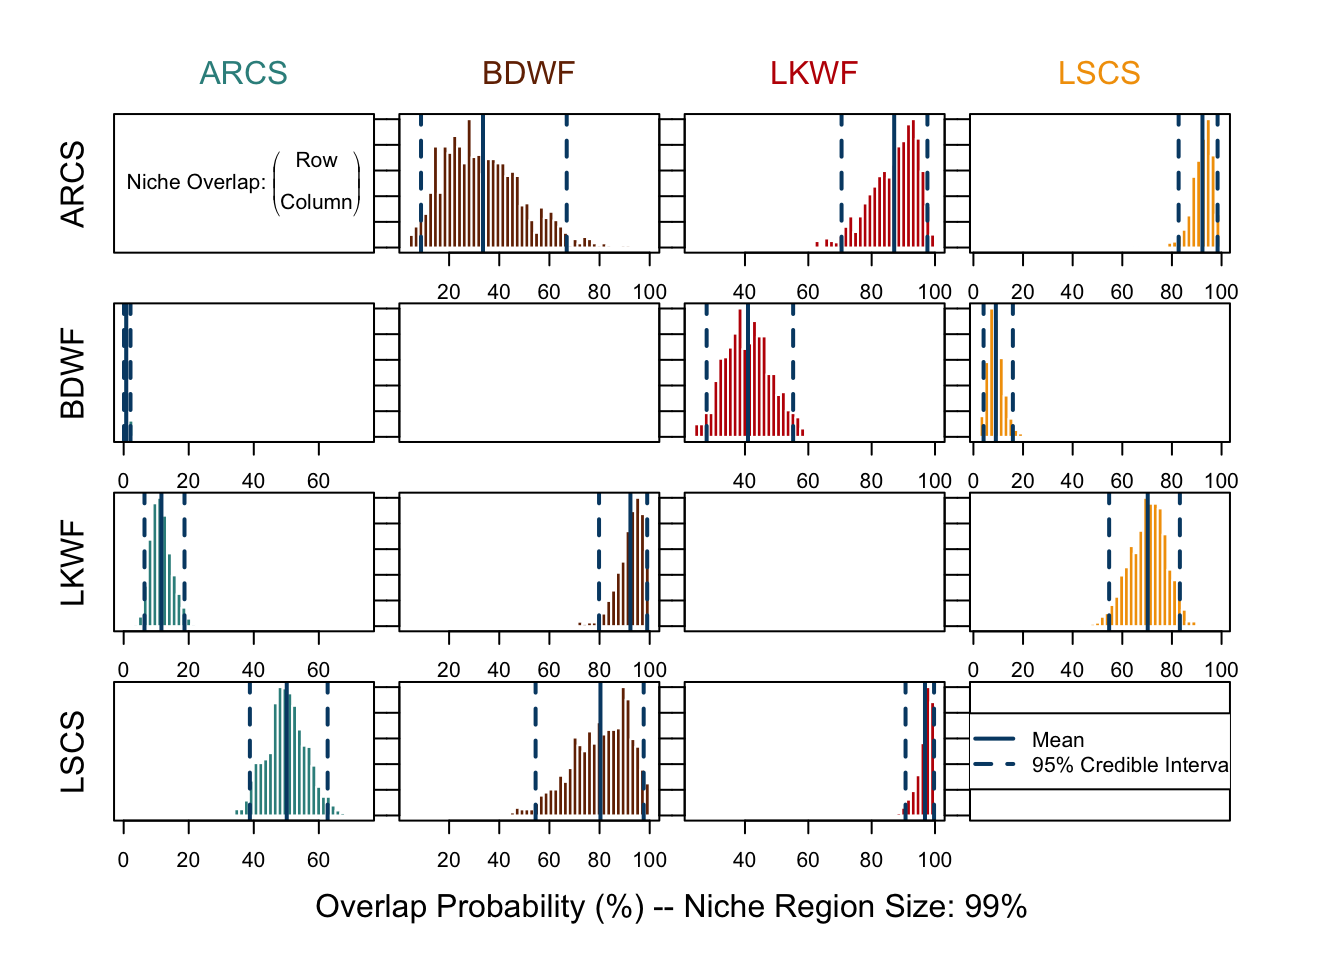 ARCS BDWF LKWF LSCS
ARCS
Niche Overlap: ( Row
Column )
20 40 60 80 100
40 60 80 100
0 20 40 60 80 100
BDWF
0 20 40 60
40 60 80 100
0 20 40 60 80 100
LKWF
0 20 40 60
20 40 60 80 100
0 20 40 60 80 100
LSCS
Mean
95% Credible Interva
0 20 40 60
20 40 60 80 100
40 60 80 100
Overlap Probability (%) -- Niche Region Size: 99%